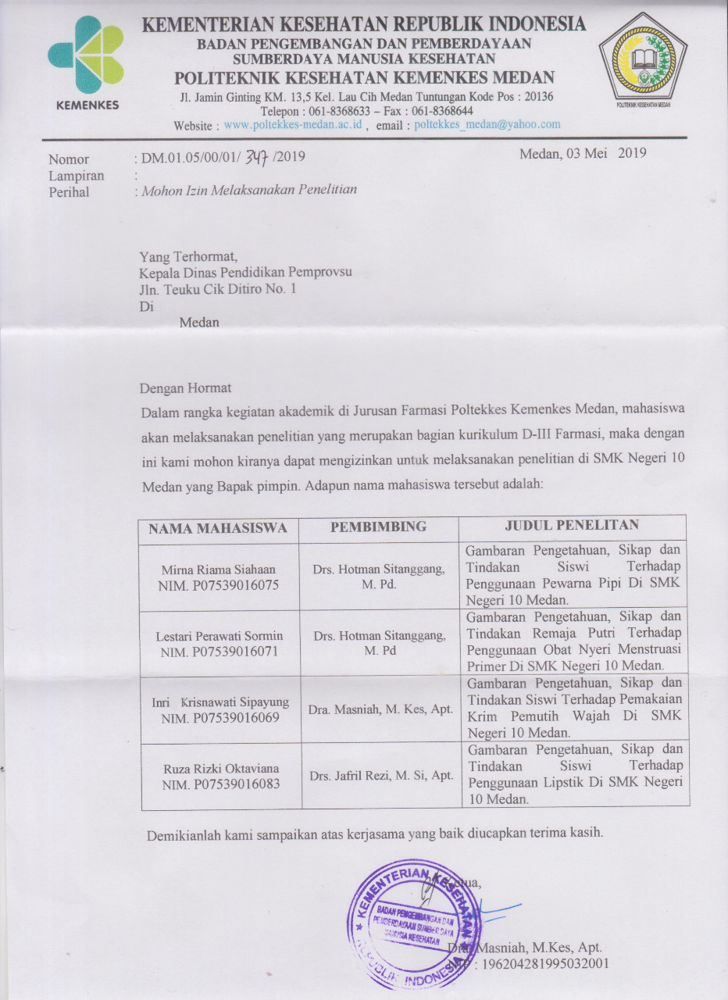 KEMENTERIAN KESEHATAN REPUBLIK INDONESIA
BADAN PENGEMBANGAN DAN PEMBERDAYAAN
SUMBERDAYA MANUSIA KESEHATAN
POLITEKNIK KESEHATAN KEMENKES MEDAN
Jl. Jamin Ginting KM. 13,5 Kel. Lau Cih Medan Tuntungan Kode Pos : 20136
Telepon : 061-8368633 – Fax : 061-8368644
Website : www.poltekkes-medan.ac.id , email : poltekkes_medan@yahoo.com
KEMENKES
POLITEKNIK KESEHATAN MEDAN
Nomor : DM.01.05/00/01/ 347 /2019 Medan, 03 Mei 2019
Lampiran :
Perihal : Mohon Izin Melaksanakan Penelitian
Yang Terhormat,
Kepala Dinas Pendidikan Pemprovsu
Jln. Teuku Cik Ditiro No. 1
Di
Medan
Dengan Hormat
Dalam rangka kegiatan akademik di Jurusan Farmasi Poltekkes Kemenkes Medan, mahasiswa
akan melaksanakan penelitian yang merupakan bagian kurikulum D-III Farmasi, maka dengan
ini kami mohon kiranya dapat mengizinkan untuk melaksanakan penelitian di SMK Negeri 10
Medan yang Bapak pimpin. Adapun nama mahasiswa tersebut adalah:
NAMA MAHASISWA PEMBIMBING JUDUL PENELITAN
Mirna Riama Siahaan
NIM. P07539016075
Drs. Hotman Sitanggang,
M. Pd.
Gambaran Pengetahuan, Sikap dan
Tindakan Siswi Terhadap
Penggunaan Pewarna Pipi Di SMK
Negeri 10 Medan.
Lestari Perawati Sormin
NIM. P07539016071
Drs. Hotman Sitanggang,
M. Pd
Gambaran Pengetahuan, Sikap dan
Tindakan Remaja Putri Terhadap
Penggunaan Obat Nyeri Menstruasi
Primer Di SMK Negeri 10 Medan.
Inri Krisnawati Sipayung
NIM. P07539016069
Dra. Masniah, M. Kes, Apt.
Gambaran Pengetahuan, Sikap dan
Tindakan Siswi Terhadap Pemakaian
Krim Pemutih Wajah Di SMK
Negeri 10 Medan.
Ruza Rizki Oktaviana
NIM. P07539016083
Drs. Jafril Rezi, M. Si, Apt.
Gambaran Pengetahuan, Sikap dan
Tindakan Siswi Terhadap
Penggunaan Lipstik Di SMK Negeri
10 Medan.
Demikianlah kami sampaikan atas kerjasama yang baik diucapkan terima kasih.
Ketua,
KEMENTERIAN KESEHATAN
BADAN PENGEMBANGAN DAN
PEMBERDAYAAN SUMBER DAYA
MANUSIA KESEHATAN
REPUBLIK INDONESIA
Dra. Masniah, M.Kes, Apt.
NIP : 196204281995032001